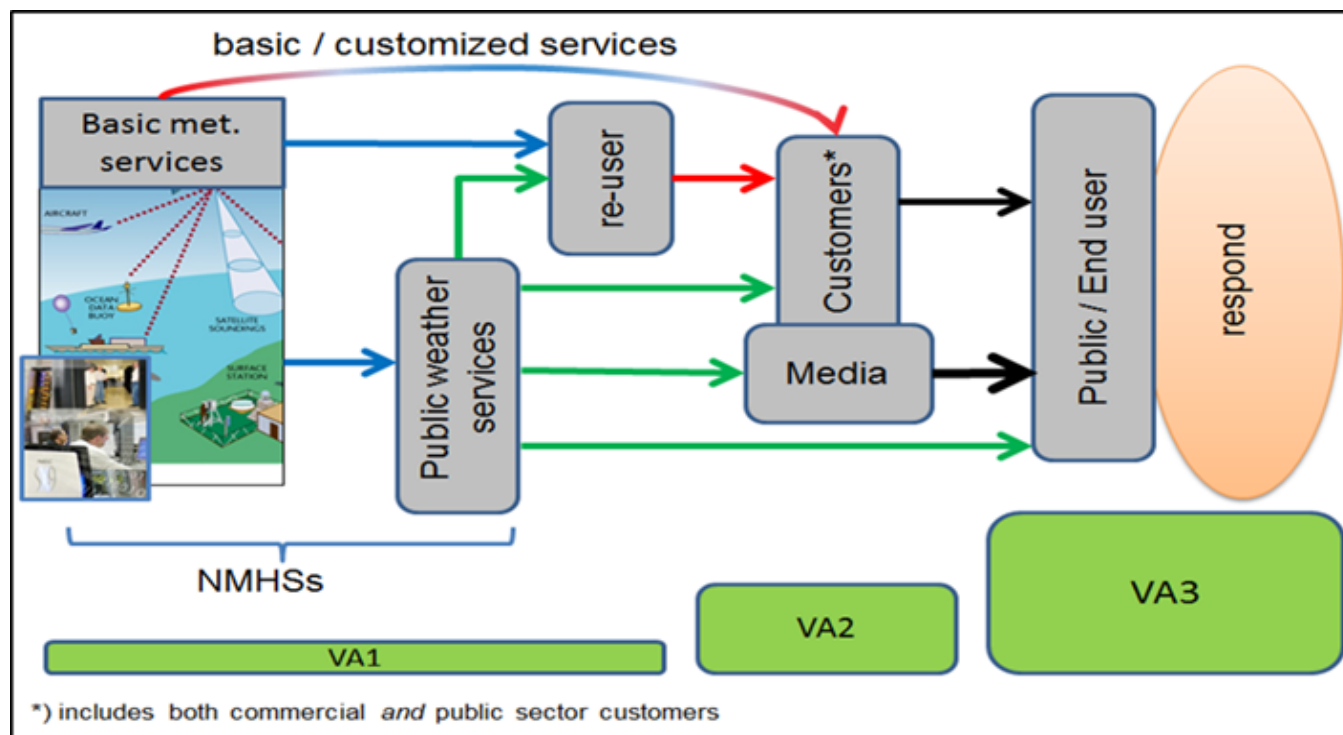 basic / customized services
Basic met.
services
AIRCRAFT
OCEAN
DATA
BUOY
SATELLITE
SOUNDINGS
SURFACE
STATION
re-user
Public weather
services
Customers*
Media
Public / End user
respond
NMHSs
VA1
VA2
VA3
*) includes both commercial and public sector customers